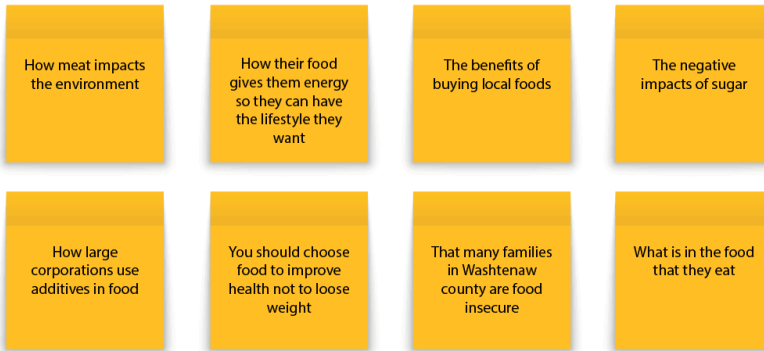 How meat impacts
the environment
How their food
gives them energy
so they can have
the lifestyle they
want
The benefits of
buying local foods
The negative
impacts of sugar
How large
corporations use
additives in food
You should choose
food to improve
health not to loose
weight
That many families
in Washtenaw
county are food
insecure
What is in the food
that they eat